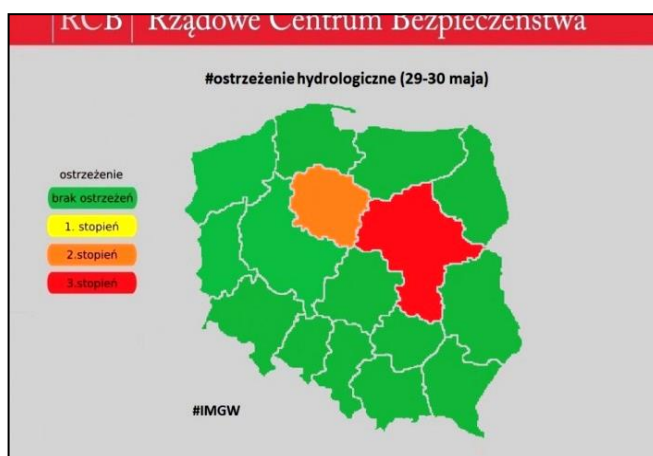 RCB Rządowe Centrum Bezpieczeństwa
#ostrzeżenie hydrologiczne (29-30 maja)
ostrzeżenie
brak ostrzeżeń
1. stopień
2.stopień
3.stopień
#IMGW